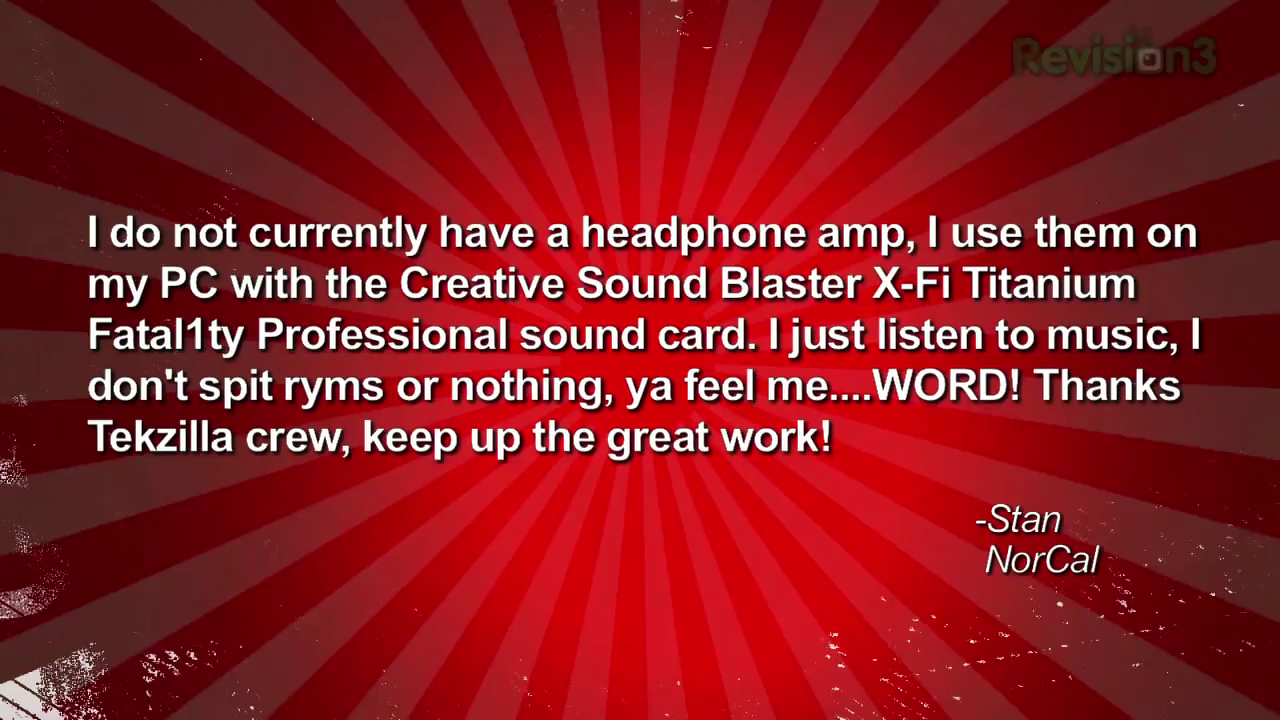 Revision3
I do not currently have a headphone amp, I use them on
my PC with the Creative Sound Blaster X-Fi Titanium
Fatal1ty Professional sound card. I just listen to music, I
don't spit ryms or nothing, ya feel me....WORD! Thanks
Tekzilla crew, keep up the great work!
-Stan
NorCal